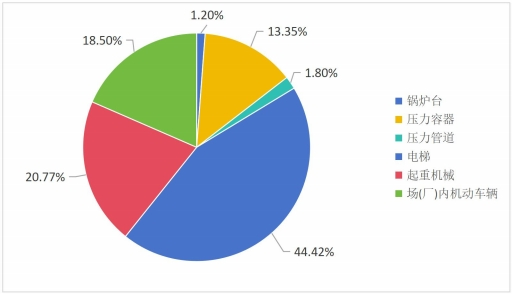 1.20%
13.35%
18.50%
1.80%
20.77%
44.42%
锅炉台
压力容器
压力管道
电梯
起重机械
场(厂)内机动车辆